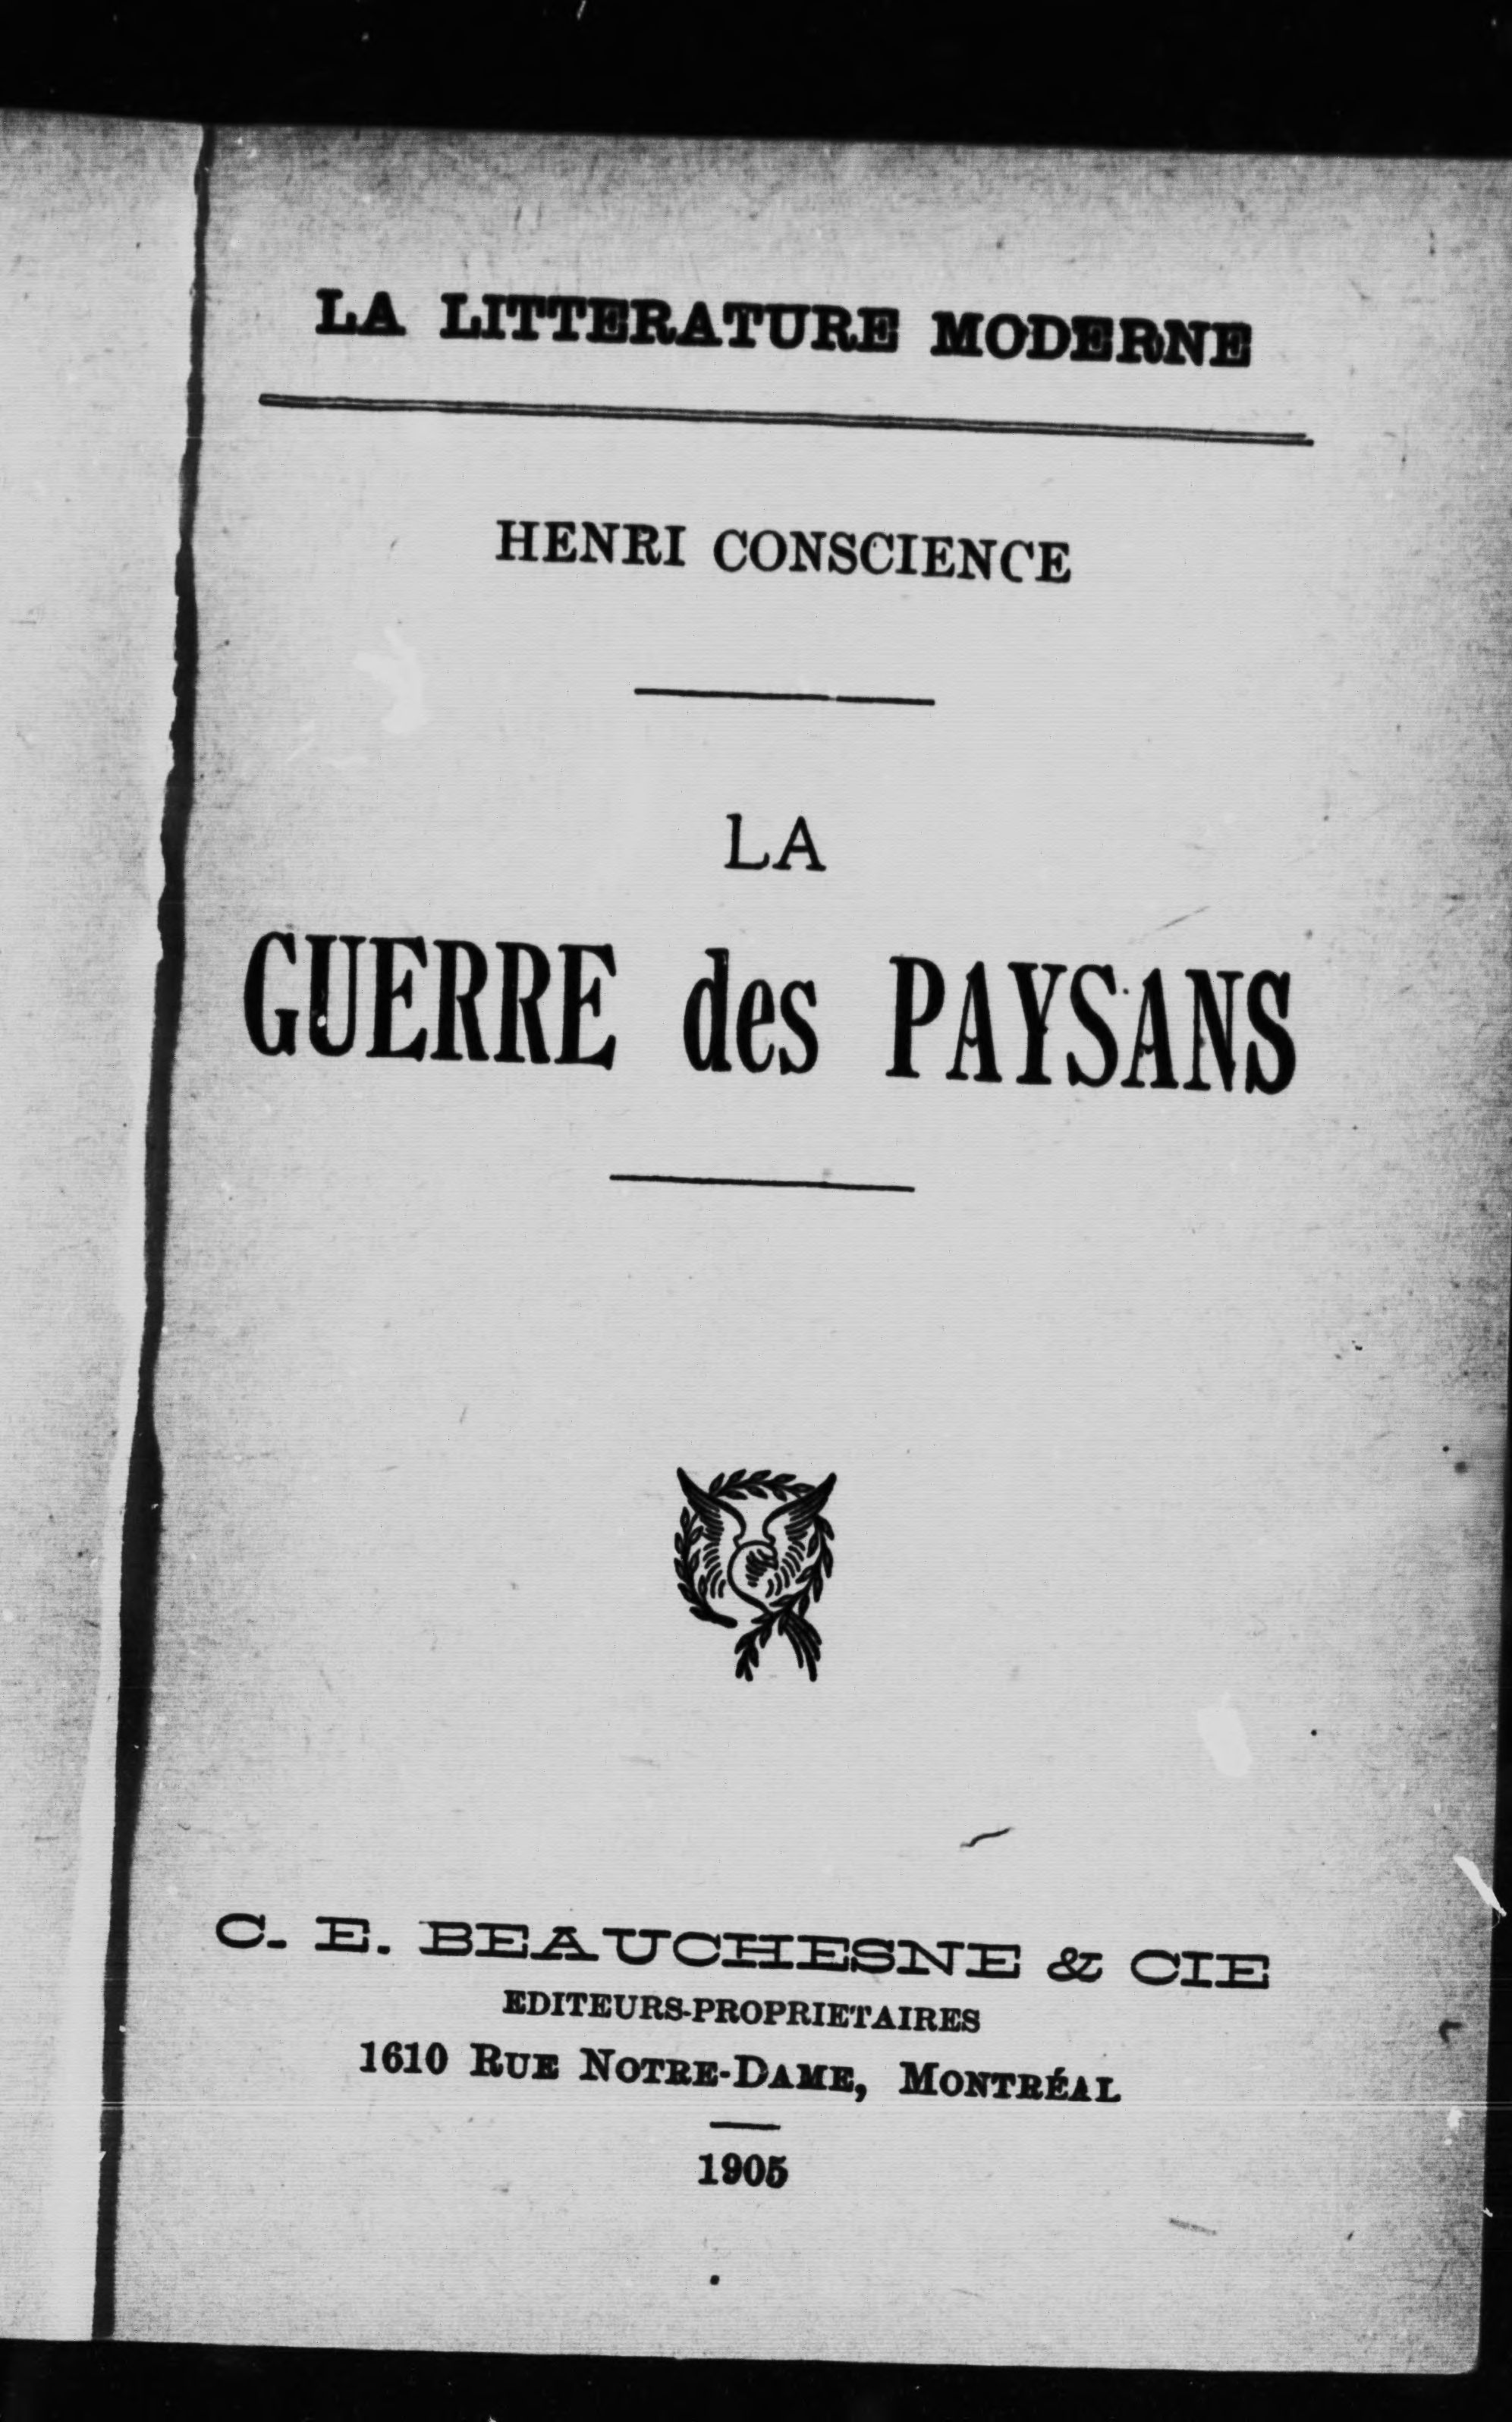 LA LITTERATURE MODERNE
HENRI CONSCIENCE
LA
GUERRE des PAYSANS
C. E. BEAUCHESNE & CIE
EDITEURS-PROPRIETAIRES
1610 RUE NOTRE-DAME, MONTRÉAL
1905